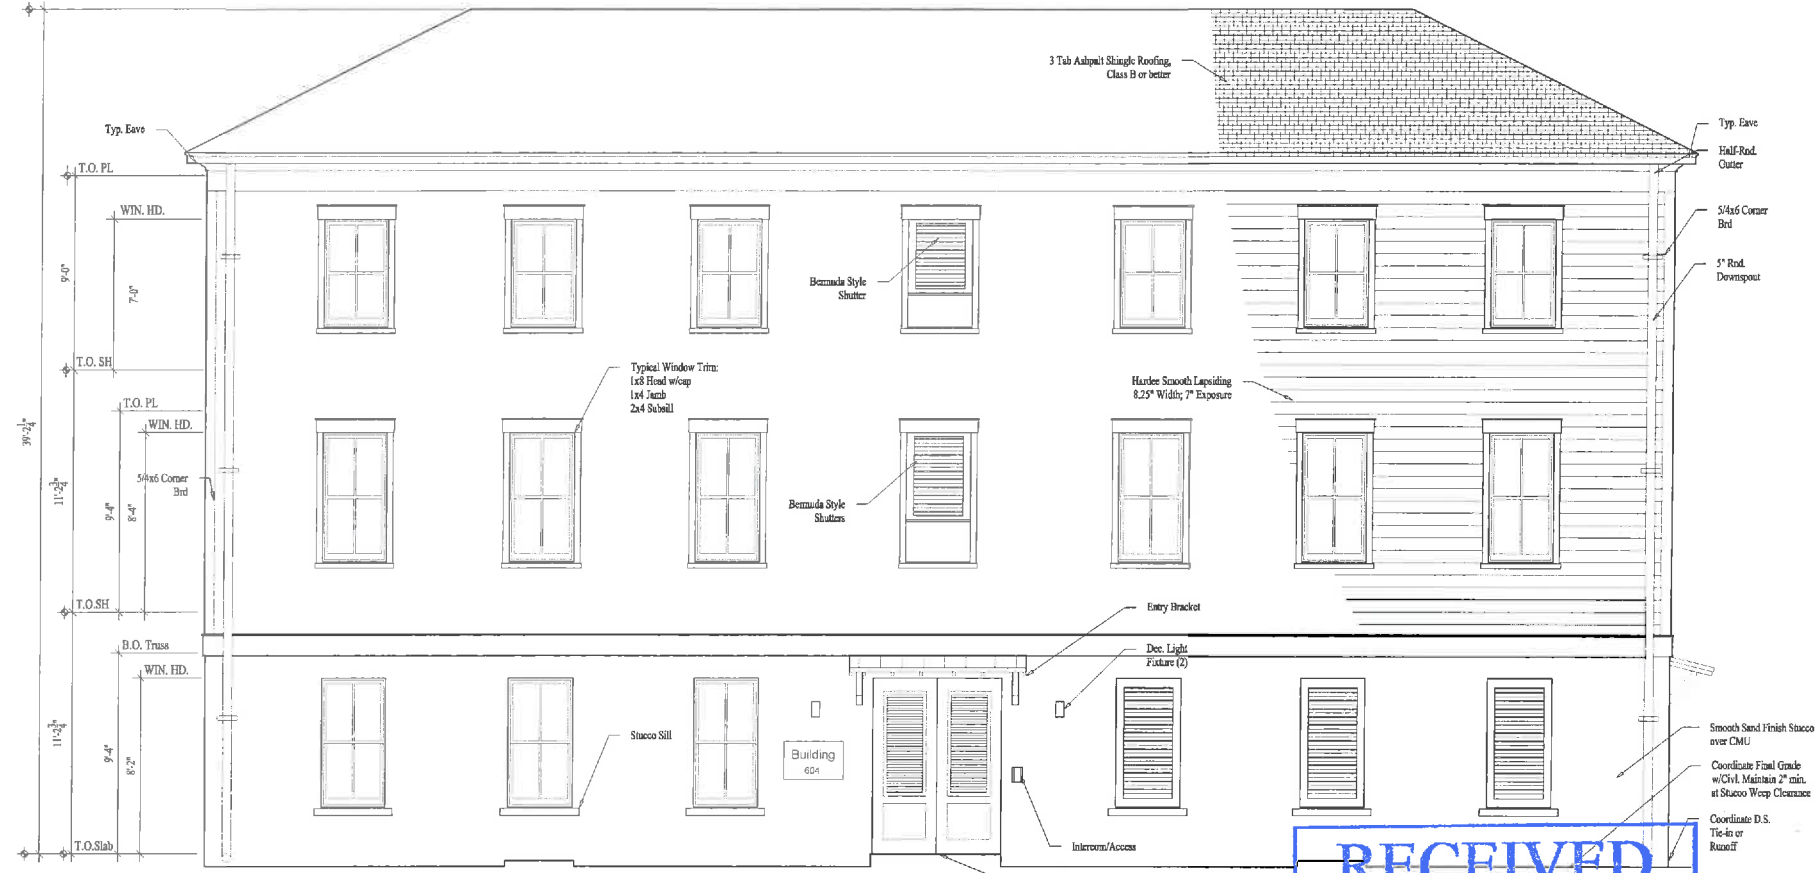 3 Tab Ashpalt Shingle Roofing,
Class B or better
Typ. Eave
Typ. Eave
Half-Rnd.
Gutter
T.O. PL
WIN. HD.
5/4x6 Corner
Brd
9'-0"
7'-0"
Bermuda Style
Shutter
5" Rnd.
Downspout
T.O. SH
Typical Window Trim:
1x8 Head w/cap
1x4 Jamb
2x4 Subsill
Hardee Smooth Lapsiding
8.25" Width; 7" Exposure
T.O. PL
WIN. HD.
39'-2 1/4"
5/4x6 Corner
Brd
11'-2 3/4"
9'-4"
8'-4"
Bermuda Style
Shutters
T.O.SH
Entry Bracket
B.O. Truss
Dec. Light
Fixture (2)
WIN. HD.
11'-2 3/4"
9'-4"
8'-2"
Stucco Sill
Building
604
Smooth Sand Finish Stucco
over CMU
Coordinate Final Grade
w/Civl. Maintain 2" min.
at Stucco Weep Clearance
Coordinate D.S.
Tie-in or
Runoff
T.O.Slab
Intercom/Access
RECEIVED